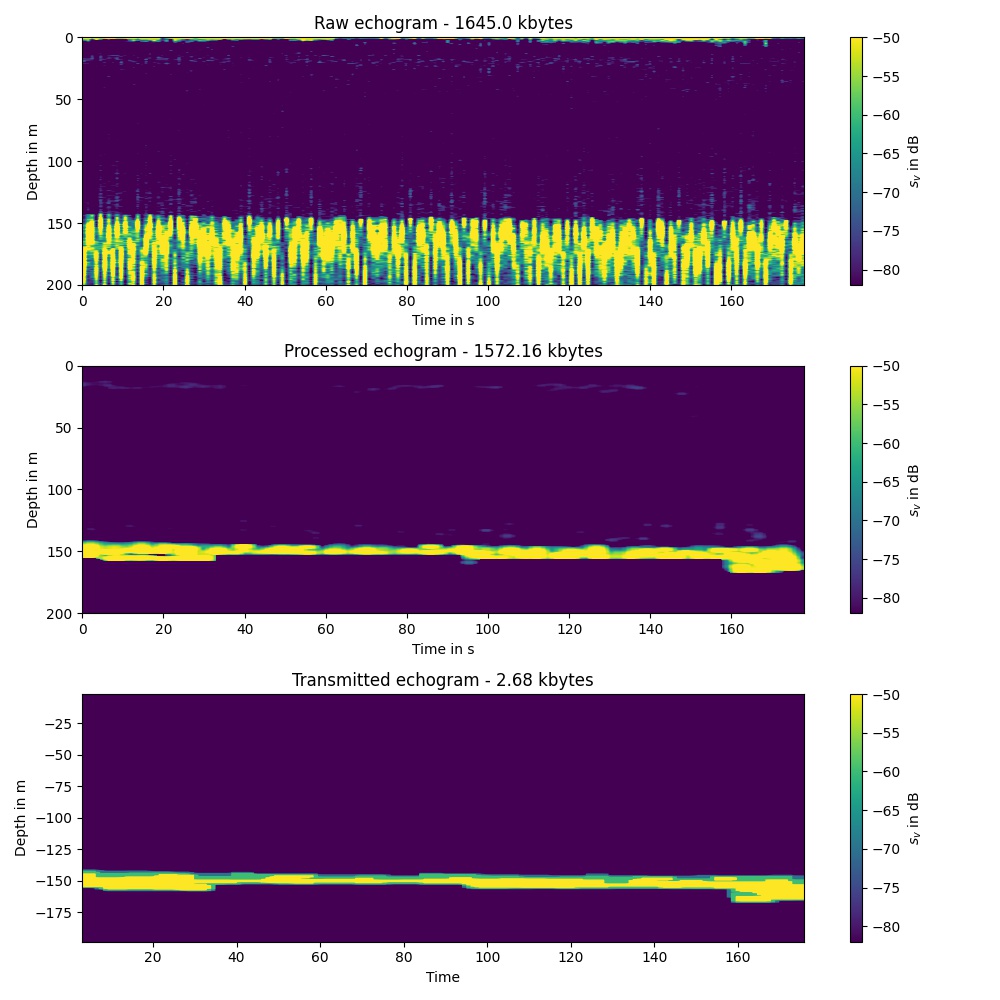 Raw echogram - 1645.0 kbytes
0
50
100
150
200
Depth in m
0 20 40 60 80 100 120 140 160
Time in s
−50
−55
−60
−65
−70
−75
−80
s_v in dB
Processed echogram - 1572.16 kbytes
0
50
100
150
200
Depth in m
0 20 40 60 80 100 120 140 160
Time in s
−50
−55
−60
−65
−70
−75
−80
s_v in dB
Transmitted echogram - 2.68 kbytes
−25
−50
−75
−100
−125
−150
−175
Depth in m
20 40 60 80 100 120 140 160
Time
−50
−55
−60
−65
−70
−75
−80
s_v in dB